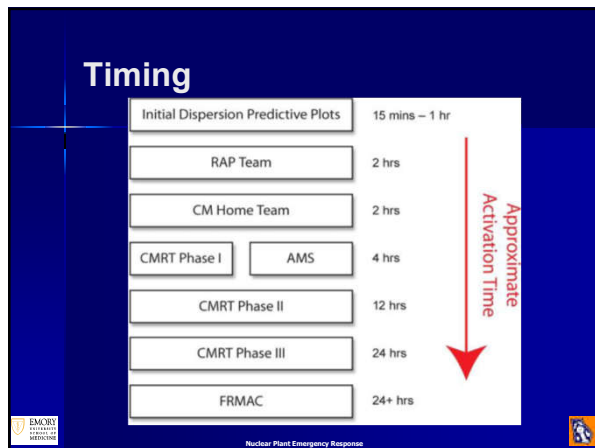 Timing
Initial Dispersion Predictive Plots 15 mins – 1 hr
RAP Team 2 hrs
CM Home Team 2 hrs
CMRT Phase I AMS 4 hrs
CMRT Phase II 12 hrs
CMRT Phase III 24 hrs
FRMAC 24+ hrs
Approximate
Activation Time
EMORY
UNIVERSITY
SCHOOL OF
MEDICINE
Nuclear Plant Emergency Response